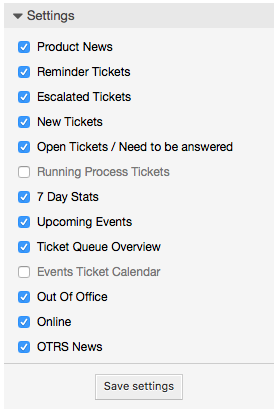 Settings
Product News
Reminder Tickets
Escalated Tickets
New Tickets
Open Tickets / Need to be answered
Running Process Tickets
7 Day Stats
Upcoming Events
Ticket Queue Overview
Events Ticket Calendar
Out Of Office
Online
OTRS News
Save settings